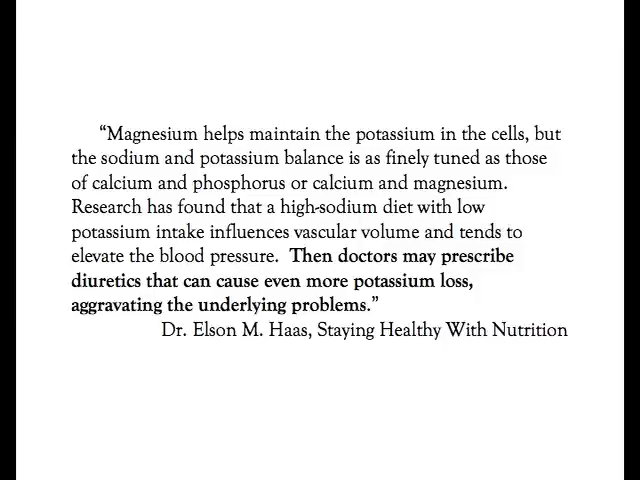 “Magnesium helps maintain the potassium in the cells, but
the sodium and potassium balance is as finely tuned as those
of calcium and phosphorus or calcium and magnesium.
Research has found that a high-sodium diet with low
potassium intake influences vascular volume and tends to
elevate the blood pressure.  Then doctors may prescribe
diuretics that can cause even more potassium loss,
aggravating the underlying problems.”
Dr. Elson M. Haas, Staying Healthy With Nutrition